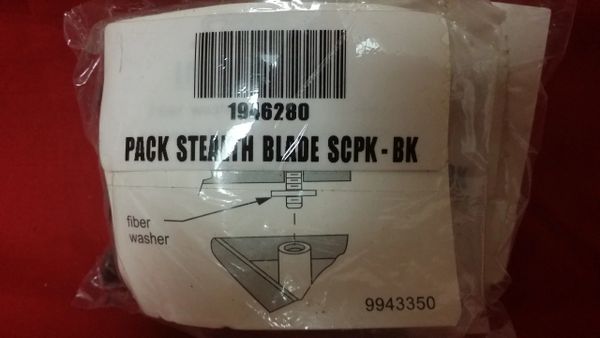 1946280
PACK STEALTH BLADE SCPK - BK
fiber
washer
9943350